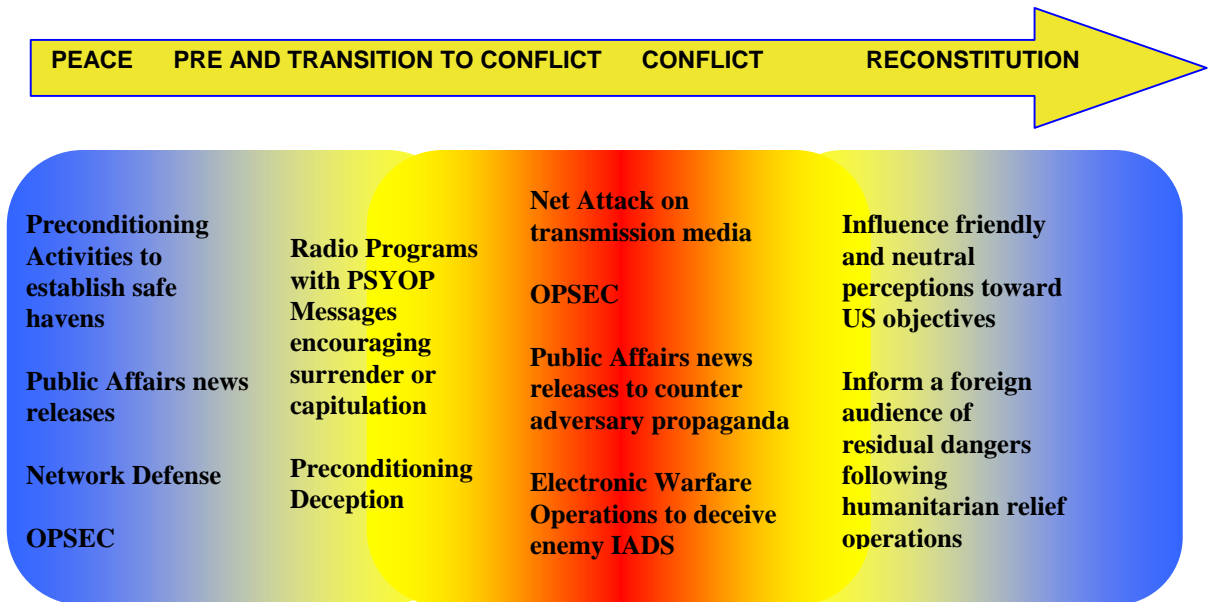 PEACE PRE AND TRANSITION TO CONFLICT CONFLICT RECONSTITUTION
Preconditioning
Activities to
establish safe
havens
Public Affairs news
releases
Network Defense
OPSEC
Radio Programs
with PSYOP
Messages
encouraging
surrender or
capitulation
Preconditioning
Deception
Net Attack on
transmission media
OPSEC
Public Affairs news
releases to counter
adversary propaganda
Electronic Warfare
Operations to deceive
enemy IADS
Influence friendly
and neutral
perceptions toward
US objectives
Inform a foreign
audience of
residual dangers
following
humanitarian relief
operations